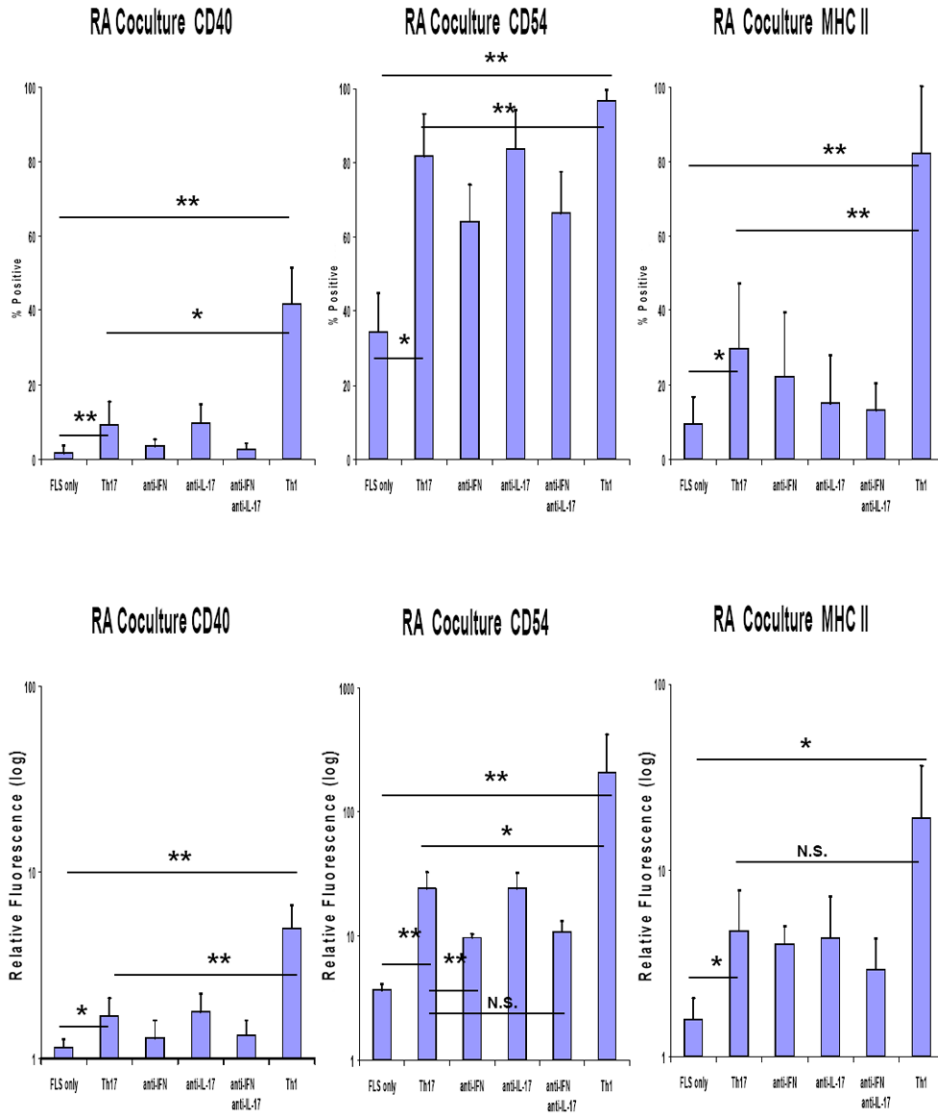 RA Coculture CD40
RA Coculture CD54
RA Coculture MHC II
% Positive
100
80
60
40
20
0
**
*
**
FLS only Th17 anti-IFN anti-IL-17 anti-IFN Th1
anti-IL-17
% Positive
100
80
60
40
20
0
**
**
*
FLS only Th17 anti-IFN anti-IL-17 anti-IFN Th1
anti-IL-17
% Positive
100
80
60
40
20
0
**
**
*
FLS only Th17 anti-IFN anti-IL-17 anti-IFN Th1
anti-IL-17
RA Coculture CD40
RA Coculture CD54
RA Coculture MHC II
Relative Fluorescence (log)
100
10
1
**
**
*
FLS only Th17 anti-IFN anti-IL-17 anti-IFN Th1
anti-IL-17
Relative Fluorescence (log)
1000
100
10
1
**
*
**
**
N.S.
FLS only Th17 anti-IFN anti-IL-17 anti-IFN Th1
anti-IL-17
Relative Fluorescence (log)
100
10
1
*
N.S.
*
FLS only Th17 anti-IFN anti-IL-17 anti-IFN Th1
anti-IL-17